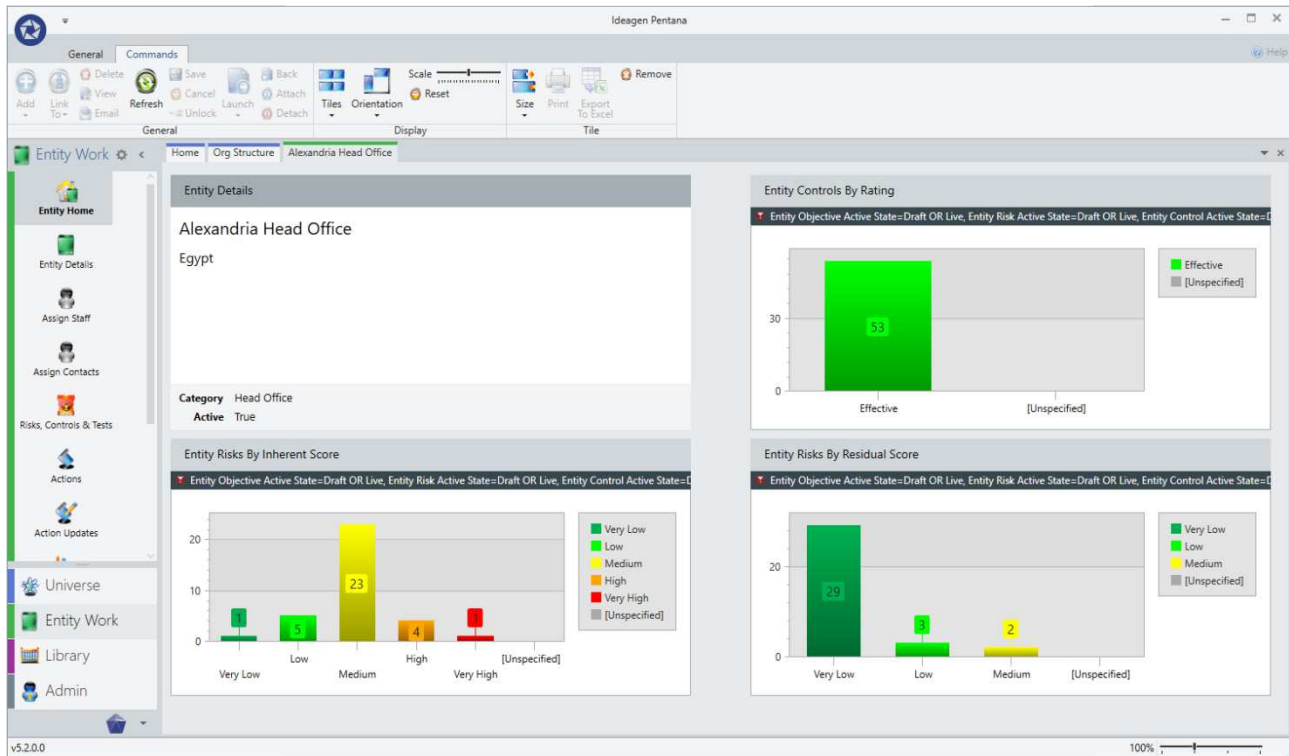 Ideagen Pentana
General Commands
Help
Add
Link To
Delete
View
Email
Refresh
Save
Cancel
Unlock
Launch
Back
Attach
Detach
General
Tiles
Orientation
Scale
Reset
Display
Size
Print
Export To Excel
Remove
Tile
Entity Work
Home Org Structure Alexandria Head Office
Entity Home
Entity Details
Assign Staff
Assign Contacts
Risks, Controls & Tests
Actions
Action Updates
Universe
Entity Work
Library
Admin
Entity Details
Alexandria Head Office
Egypt
Category Head Office
Active True
Entity Controls By Rating
Entity Objective Active State=Draft OR Live, Entity Risk Active State=Draft OR Live, Entity Control Active State=D
30
0
53
Effective
[Unspecified]
Effective
[Unspecified]
Entity Risks By Inherent Score
Entity Objective Active State=Draft OR Live, Entity Risk Active State=Draft OR Live, Entity Control Active State=D
20
10
0
1
5
23
4
1
Very Low
Low
Medium
High
Very High
[Unspecified]
Very Low
Low
Medium
High
Very High
[Unspecified]
Entity Risks By Residual Score
Entity Objective Active State=Draft OR Live, Entity Risk Active State=Draft OR Live, Entity Control Active State=D
20
0
29
3
2
Very Low
Low
Medium
[Unspecified]
Very Low
Low
Medium
[Unspecified]
v5.2.0.0
100%